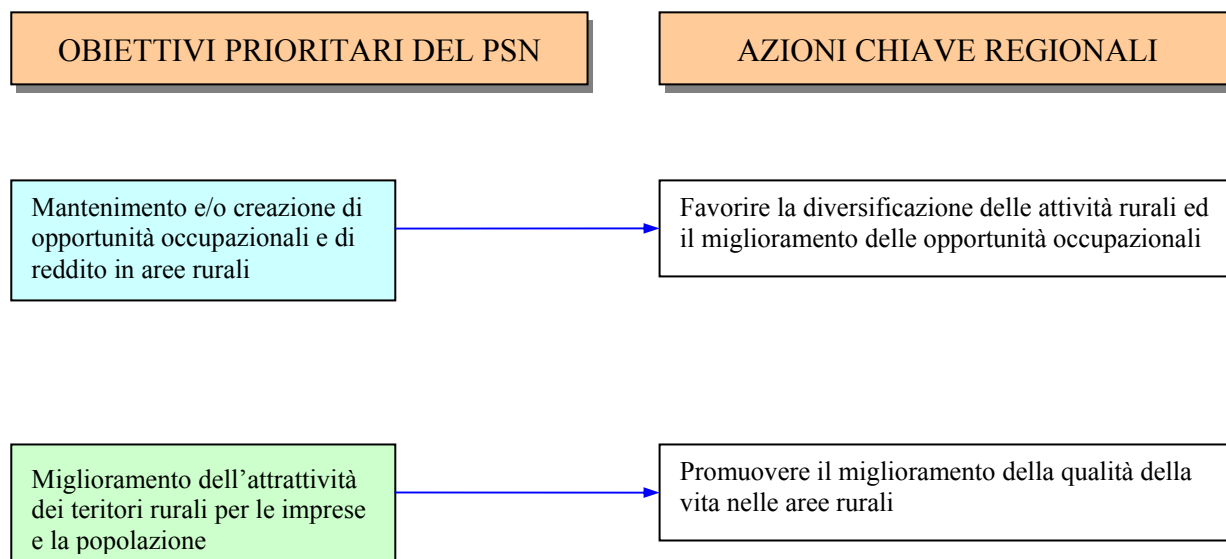 OBIETTIVI PRIORITARI DEL PSN
AZIONI CHIAVE REGIONALI
Mantenimento e/o creazione di
opportunità occupazionali e di
reddito in aree rurali
Favorire la diversificazione delle attività rurali ed
il miglioramento delle opportunità occupazionali
Miglioramento dell’attrattività
dei teritori rurali per le imprese
e la popolazione
Promuovere il miglioramento della qualità della
vita nelle aree rurali